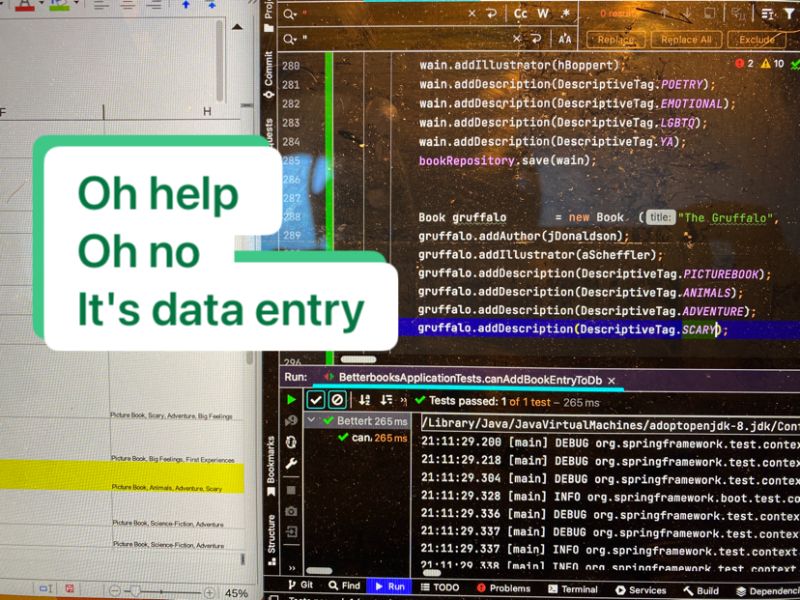 F
H
Oh help
Oh no
It's data entry
Picture Book, Scary, Adventure, Big Feelings
Picture Book, Big Feelings, First Experiences
Picture Book, Animals, Adventure, Scary
Picture Book, Science-Fiction, Adventure
Picture Book, Science-Fiction, Adventure
45%
Proj
Commit
quests
Bookmarks
Structure
" Cc W .* 0 results
" Replace Replace All Exclude
2 10
280 wain.addIllustrator(hBoppert);
281 wain.addDescription(DescriptiveTag.POETRY);
282 wain.addDescription(DescriptiveTag.EMOTIONAL);
283 wain.addDescription(DescriptiveTag.LGBTQ);
284 wain.addDescription(DescriptiveTag.YA);
285 bookRepository.save(wain);
286
287
288 Book gruffalo = new Book (title: "The Gruffalo",
289 gruffalo.addAuthor(jDonaldson);
gruffalo.addIllustrator(aScheffler);
gruffalo.addDescription(DescriptiveTag.PICTUREBOOK);
gruffalo.addDescription(DescriptiveTag.ANIMALS);
gruffalo.addDescription(DescriptiveTag.ADVENTURE);
gruffalo.addDescription(DescriptiveTag.SCARY);
296
Run: BetterbooksApplicationTests.canAddBookEntryToDb ×
Tests passed: 1 of 1 test – 265 ms
Betterb 265 ms
can. 265 ms
/Library/Java/JavaVirtualMachines/adoptopenjdk-8.jdk/Cont
21:11:29.200 [main] DEBUG org.springframework.test.contex
21:11:29.218 [main] DEBUG org.springframework.test.contex
21:11:29.304 [main] DEBUG org.springframework.test.contex
21:11:29.328 [main] INFO org.springframework.boot.test.co
21:11:29.336 [main] DEBUG org.springframework.test.contex
21:11:29.337 [main] DEBUG org.springframework.test.contex
21:11:29.337 [main] INFO org.springframework.test.context
21:11:29.338 [main] INFO org.springframework.test.context
Git Find Run TODO Problems Terminal Services Build Dependenci